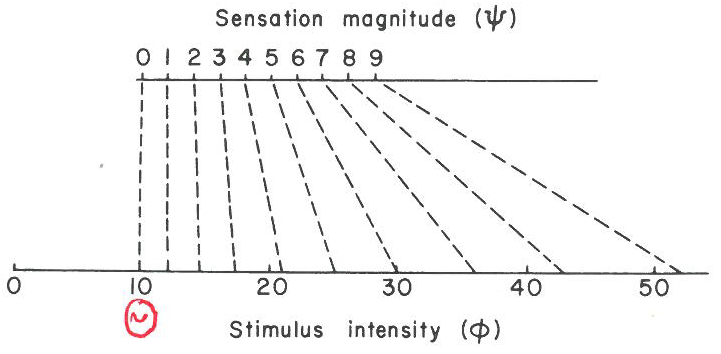 Sensation magnitude (ψ)
0 1 2 3 4 5 6 7 8 9
0 10 20 30 40 50
~
Stimulus intensity (ϕ)